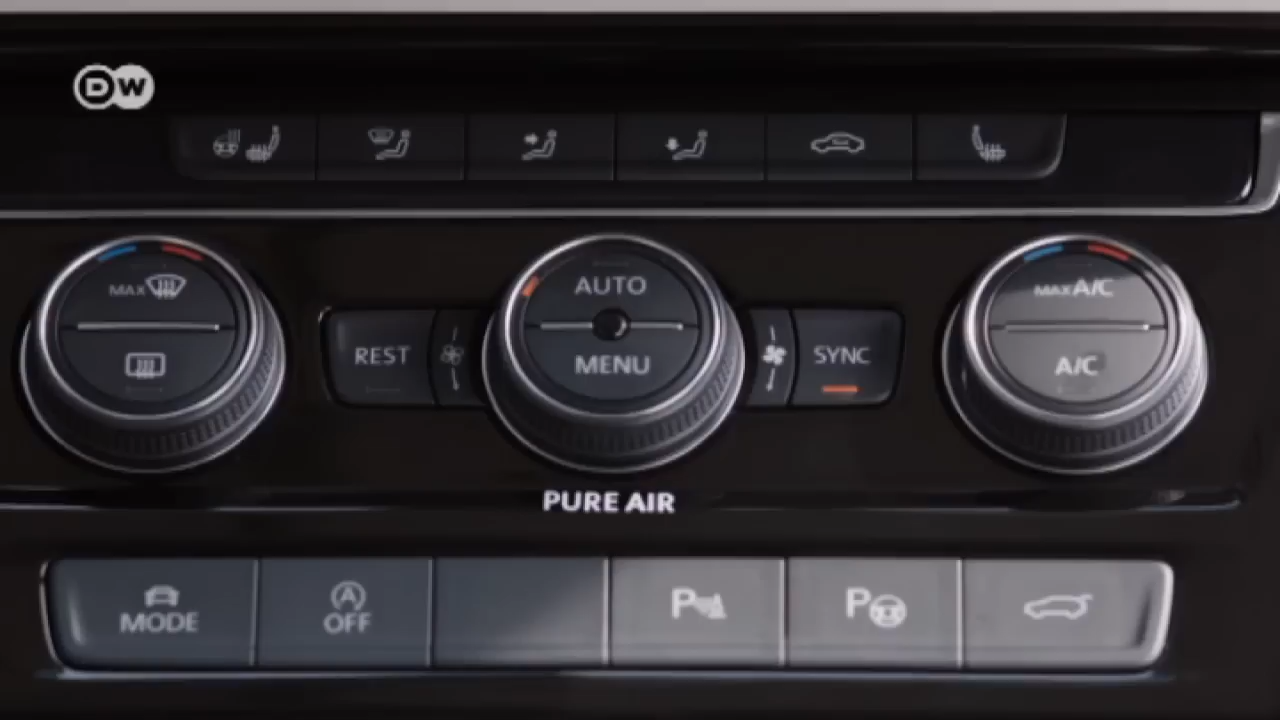 DW
MAX
AUTO
MAX A/C
REST
MENU
SYNC
A/C
PURE AIR
MODE
A
OFF
P
P